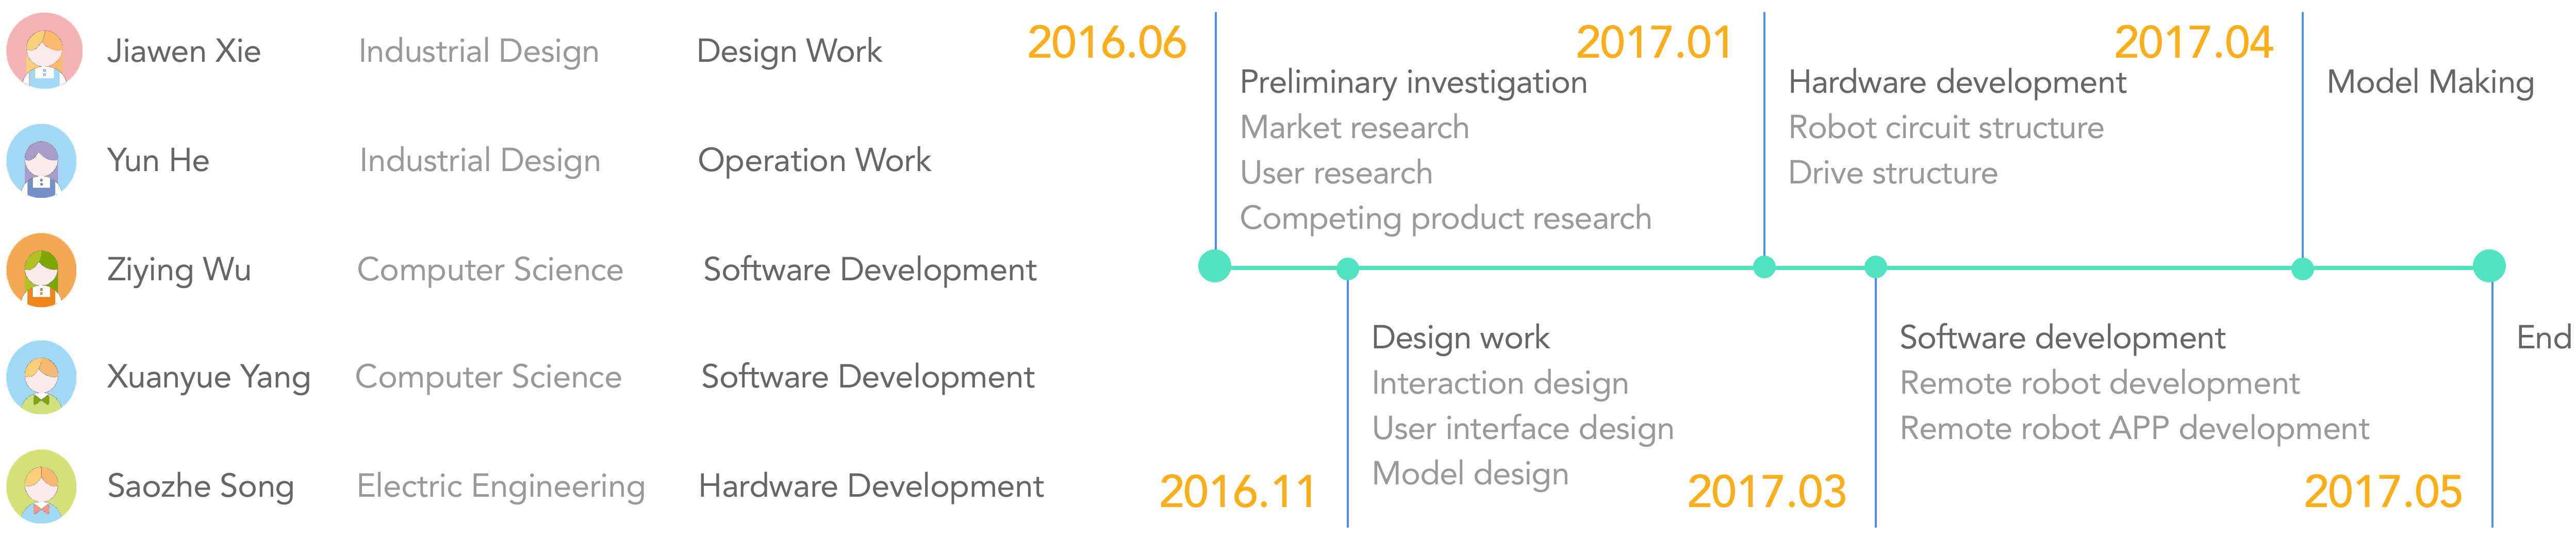 Jiawen Xie Industrial Design Design Work
Yun He Industrial Design Operation Work
Ziying Wu Computer Science Software Development
Xuanyue Yang Computer Science Software Development
Saozhe Song Electric Engineering Hardware Development
2016.06
Preliminary investigation
Market research
User research
Competing product research
2016.11
Design work
Interaction design
User interface design
Model design
2017.01
Hardware development
Robot circuit structure
Drive structure
2017.03
Software development
Remote robot development
Remote robot APP development
2017.04
Model Making
2017.05
End